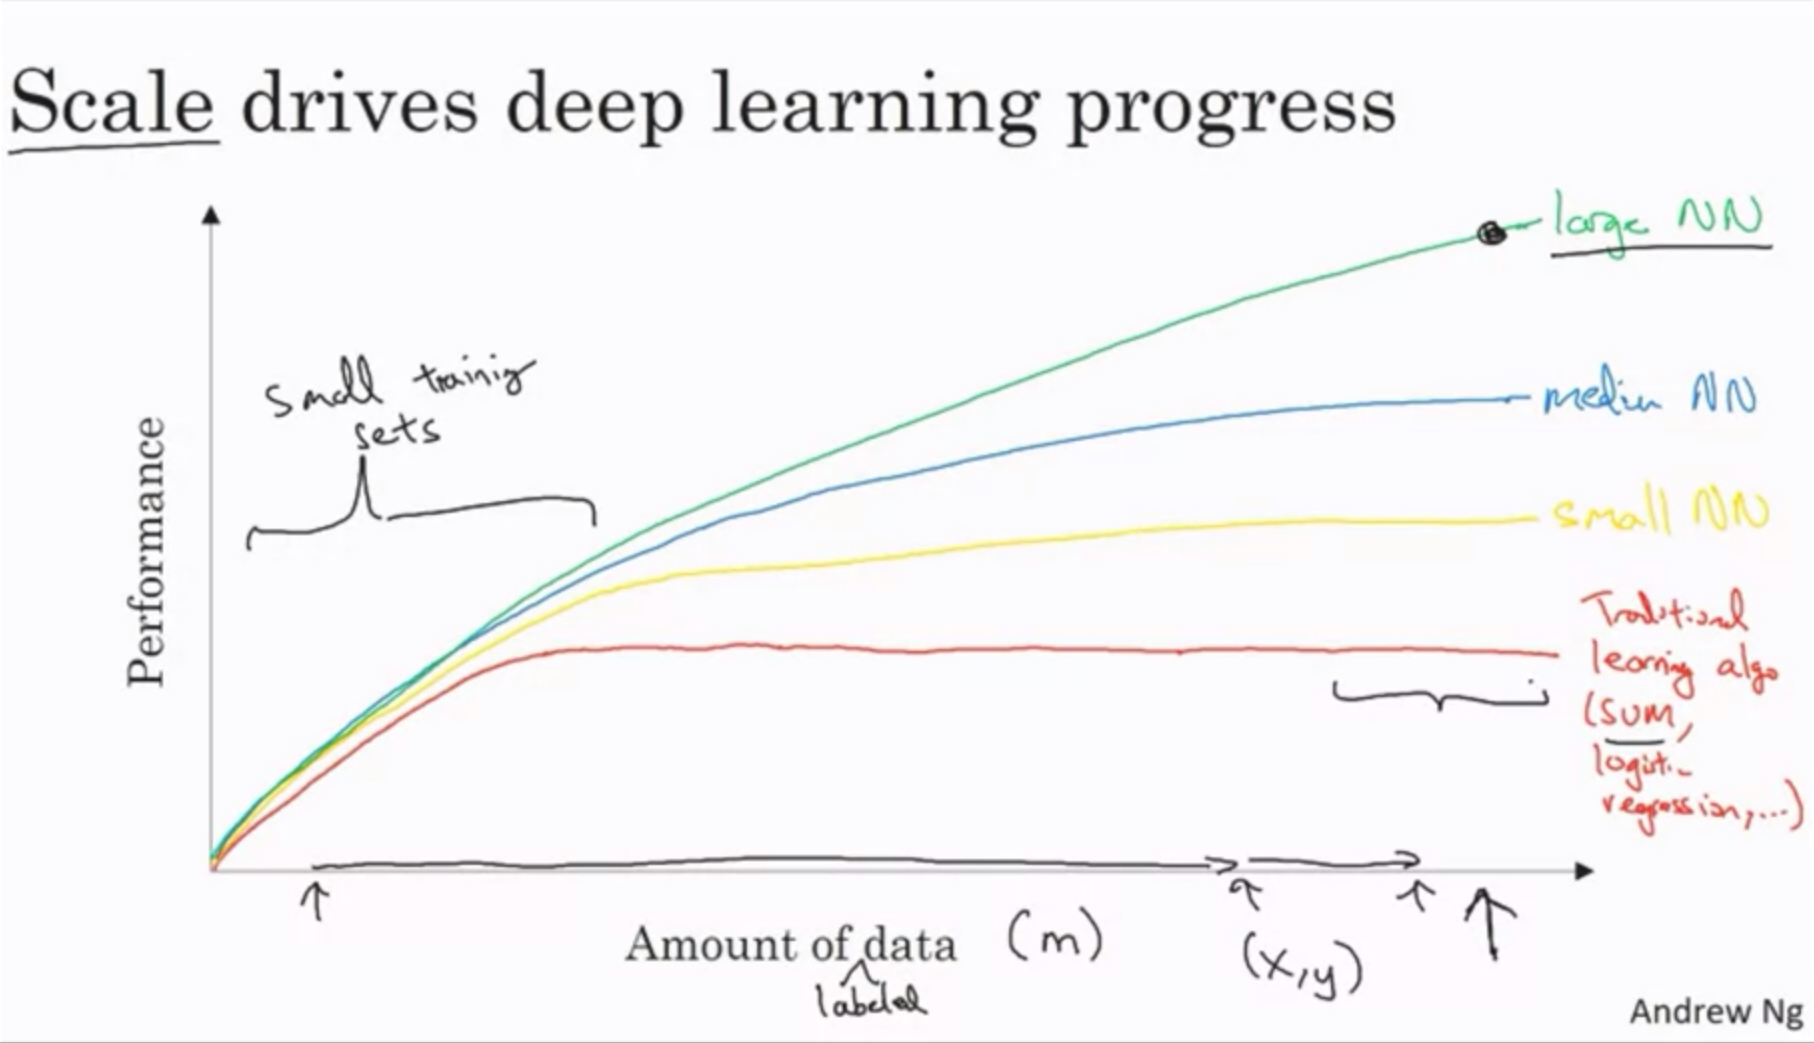 Scale drives deep learning progress
large NN
small training
sets
medium NN
small NN
Performance
Traditional
learning algo
(SVM,
logistic
regression,...)
Amount of data (m)
labeled
(x,y)
Andrew Ng